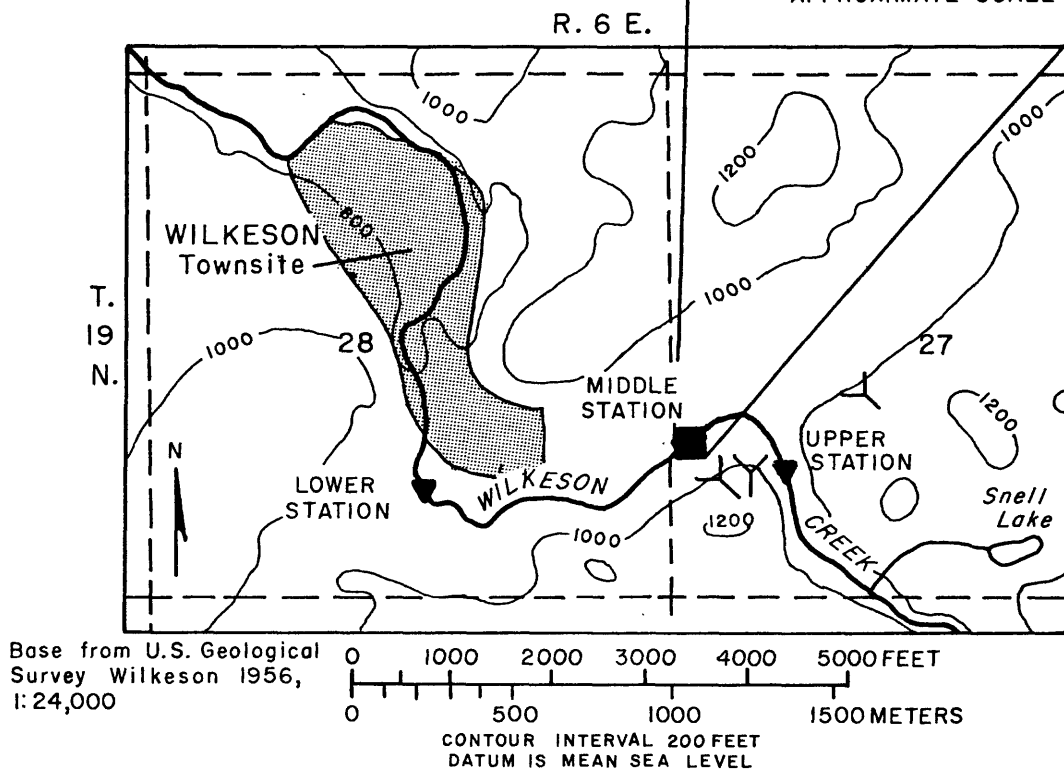 R. 6 E.
1000
1000
1200
800
WILKESON
Townsite
T.
19
N.
1000
1000
28
27
MIDDLE
STATION
1200
UPPER
STATION
N
LOWER
STATION
WILKESON
Snell
Lake
1200
1000
CREEK
Base from U.S. Geological
Survey Wilkeson 1956,
1:24,000
0 1000 2000 3000 4000 5000 FEET
0 500 1000 1500 METERS
CONTOUR INTERVAL 200 FEET
DATUM IS MEAN SEA LEVEL